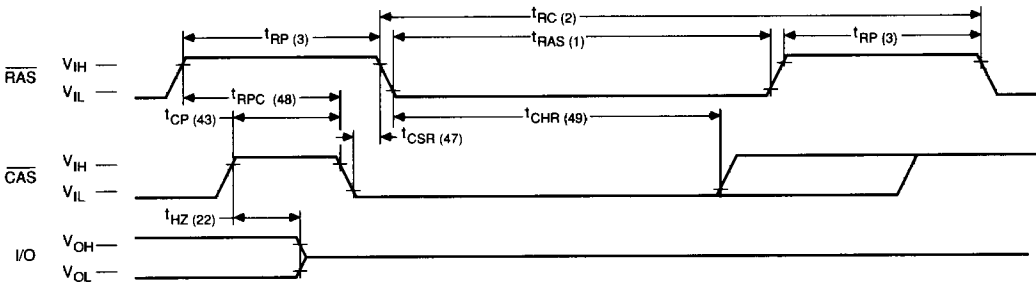 tRC (2)
tRP (3)
tRAS (1)
tRP (3)
RAS
VIH
VIL
tRPC (48)
tCP (43)
tCHR (49)
tCSR (47)
CAS
VIH
VIL
tHZ (22)
I/O
VOH
VOL